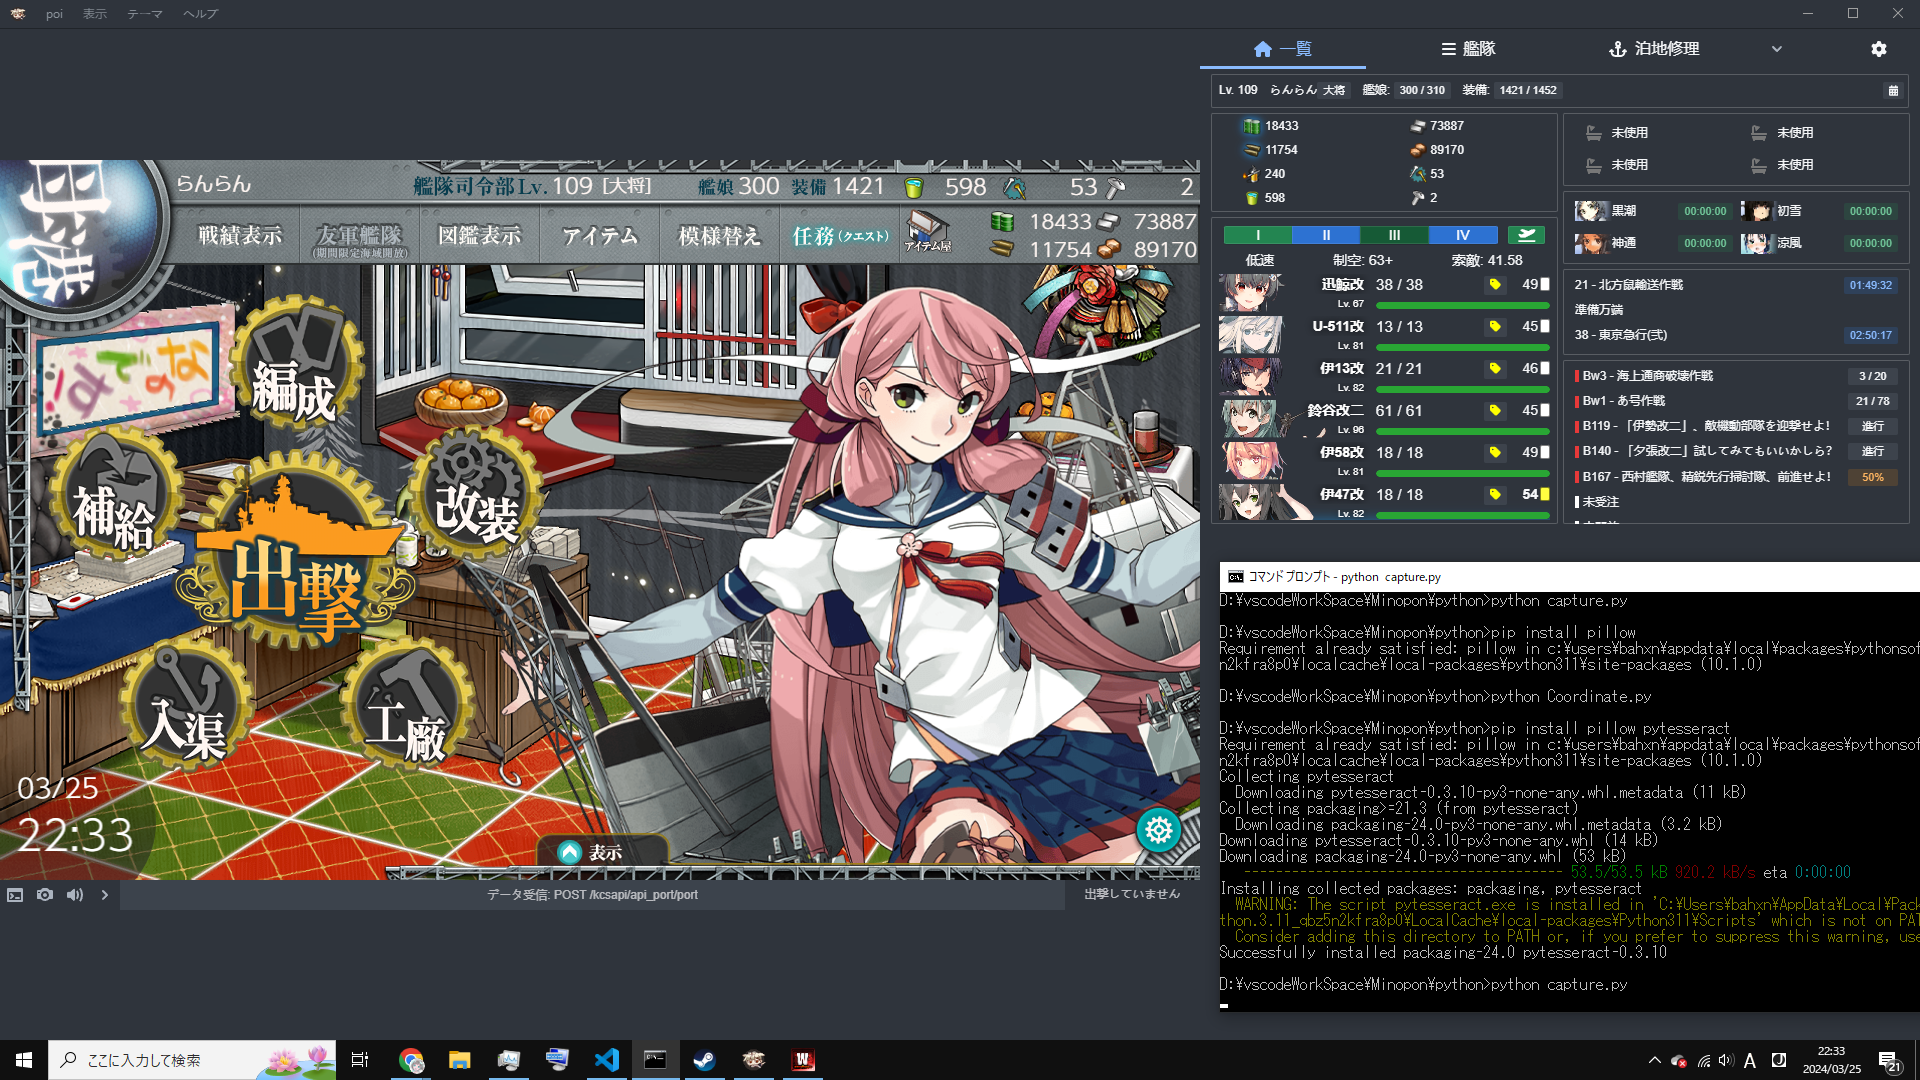 poi 表示 テーマ ヘルプ
一覧 艦隊 泊地修理
Lv. 109 らんらん 大将 艦娘: 300 / 310 装備: 1421 / 1452
18433 73887
11754 89170
240 53
598 2
未使用 未使用
未使用 未使用
黒潮 00:00:00 初雪 00:00:00
神通 00:00:00 涼風 00:00:00
I II III IV
低速 制空: 63+ 索敵: 41.58
迅鯨改 38 / 38 49
Lv. 67
U-511改 13 / 13 45
Lv. 81
伊13改 21 / 21 46
Lv. 82
鈴谷改二 61 / 61 45
Lv. 96
伊58改 18 / 18 49
Lv. 81
伊47改 18 / 18 54
Lv. 82
21 - 北方鼠輸送作戦 01:49:32
準備万端
38 - 東京急行(弐) 02:50:17
Bw3 - 海上通商破壊作戦 3 / 20
Bw1 - あ号作戦 21 / 78
B119 - 「伊勢改二」、敵機動部隊を迎撃せよ! 進行
B140 - 「夕張改二」試してみてもいいかしら? 進行
B167 - 西村艦隊、精鋭先行掃討隊、前進せよ! 50%
未受注
母港
らんらん 艦隊司令部Lv. 109 [大将] 艦娘 300 装備 1421 598 53 2
戦績表示 友軍艦隊 図鑑表示 アイテム 模様替え 任務(クエスト) アイテム屋 18433 73887
(期間限定海域開放) 11754 89170
なのです!
編成
補給
改装
出撃
入渠
工廠
03/25
22:33
表示
データ受信: POST /kcsapi/api_port/port 出撃していません
コマンド プロンプト - python capture.py
D:¥vscodeWorkSpace¥Minopon¥python>python capture.py
D:¥vscodeWorkSpace¥Minopon¥python>pip install pillow
Requirement already satisfied: pillow in c:¥users¥bahxn¥appdata¥local¥packages¥pythonsof
n2kfra8p0¥localcache¥local-packages¥python311¥site-packages (10.1.0)
D:¥vscodeWorkSpace¥Minopon¥python>python Coordinate.py
D:¥vscodeWorkSpace¥Minopon¥python>pip install pillow pytesseract
Requirement already satisfied: pillow in c:¥users¥bahxn¥appdata¥local¥packages¥pythonsof
n2kfra8p0¥localcache¥local-packages¥python311¥site-packages (10.1.0)
Collecting pytesseract
Downloading pytesseract-0.3.10-py3-none-any.whl.metadata (11 kB)
Collecting packaging>=21.3 (from pytesseract)
Downloading packaging-24.0-py3-none-any.whl.metadata (3.2 kB)
Downloading pytesseract-0.3.10-py3-none-any.whl (14 kB)
Downloading packaging-24.0-py3-none-any.whl (53 kB)
---------------------------------------- 53.5/53.5 kB 920.2 kB/s eta 0:00:00
Installing collected packages: packaging, pytesseract
WARNING: The script pytesseract.exe is installed in 'C:¥Users¥bahxn¥AppData¥Local¥Pack
thon.3.11_qbz5n2kfra8p0¥LocalCache¥local-packages¥Python311¥Scripts' which is not on PAT
Consider adding this directory to PATH or, if you prefer to suppress this warning, use
Successfully installed packaging-24.0 pytesseract-0.3.10
D:¥vscodeWorkSpace¥Minopon¥python>python capture.py
ここに入力して検索
A
22:33
2024/03/25
21